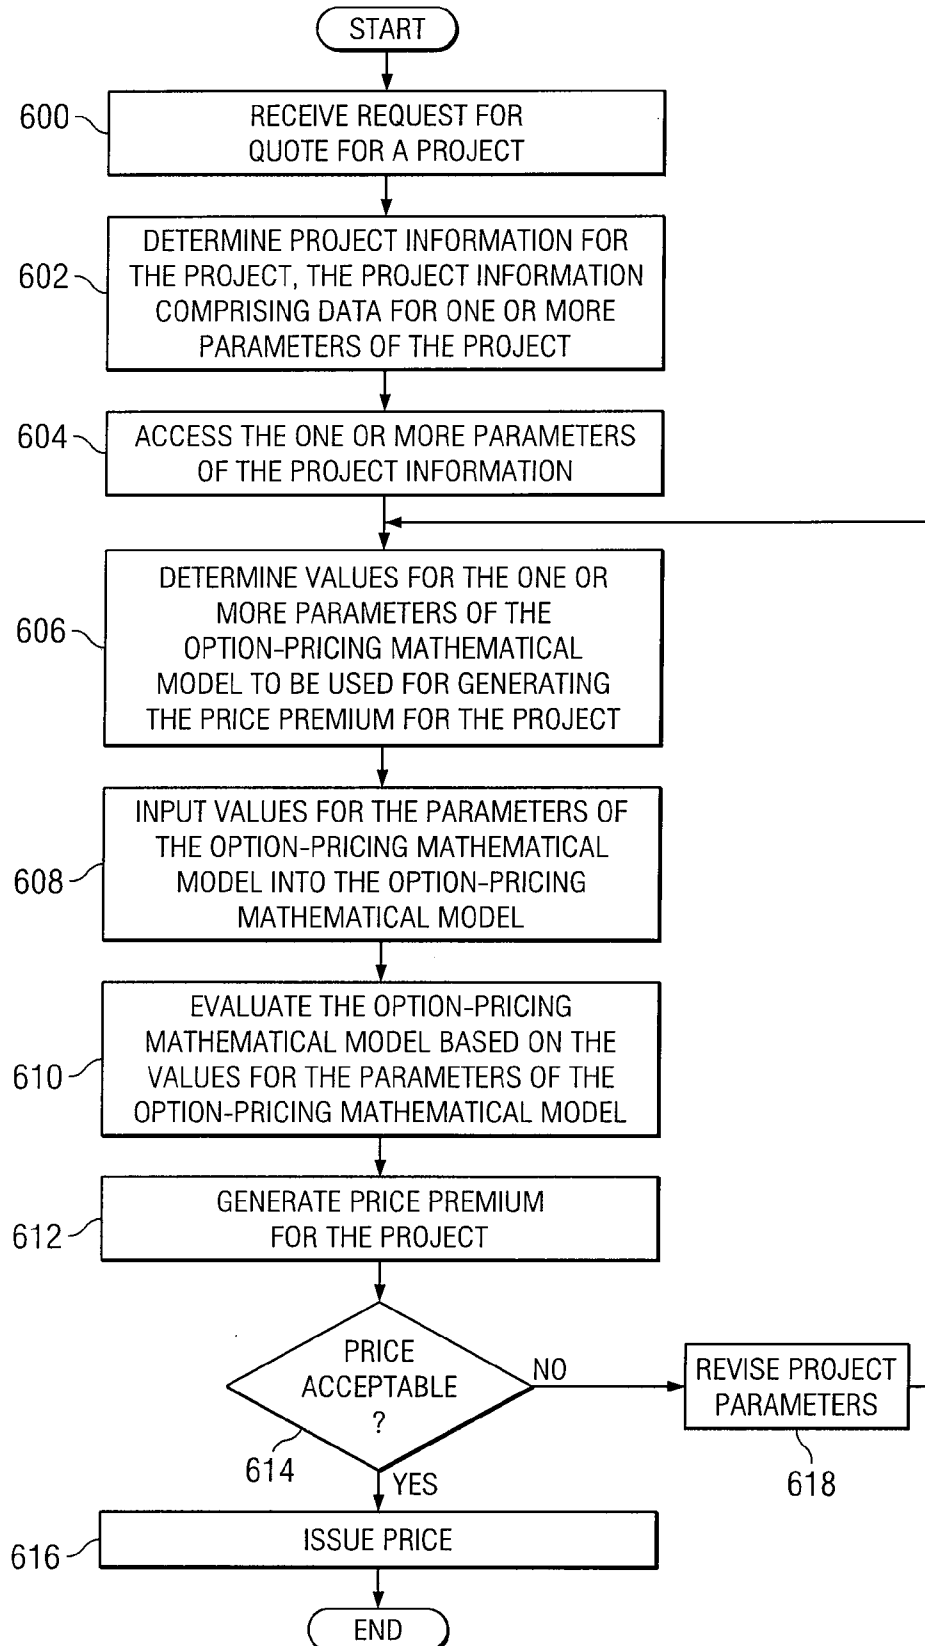 START
600
RECEIVE REQUEST FOR
QUOTE FOR A PROJECT
602
DETERMINE PROJECT INFORMATION FOR
THE PROJECT, THE PROJECT INFORMATION
COMPRISING DATA FOR ONE OR MORE
PARAMETERS OF THE PROJECT
604
ACCESS THE ONE OR MORE PARAMETERS
OF THE PROJECT INFORMATION
606
DETERMINE VALUES FOR THE ONE OR
MORE PARAMETERS OF THE
OPTION-PRICING MATHEMATICAL
MODEL TO BE USED FOR GENERATING
THE PRICE PREMIUM FOR THE PROJECT
608
INPUT VALUES FOR THE PARAMETERS OF
THE OPTION-PRICING MATHEMATICAL
MODEL INTO THE OPTION-PRICING
MATHEMATICAL MODEL
610
EVALUATE THE OPTION-PRICING
MATHEMATICAL MODEL BASED ON THE
VALUES FOR THE PARAMETERS OF THE
OPTION-PRICING MATHEMATICAL MODEL
612
GENERATE PRICE PREMIUM
FOR THE PROJECT
PRICE
ACCEPTABLE
?
614
NO
REVISE PROJECT
PARAMETERS
618
YES
616
ISSUE PRICE
END